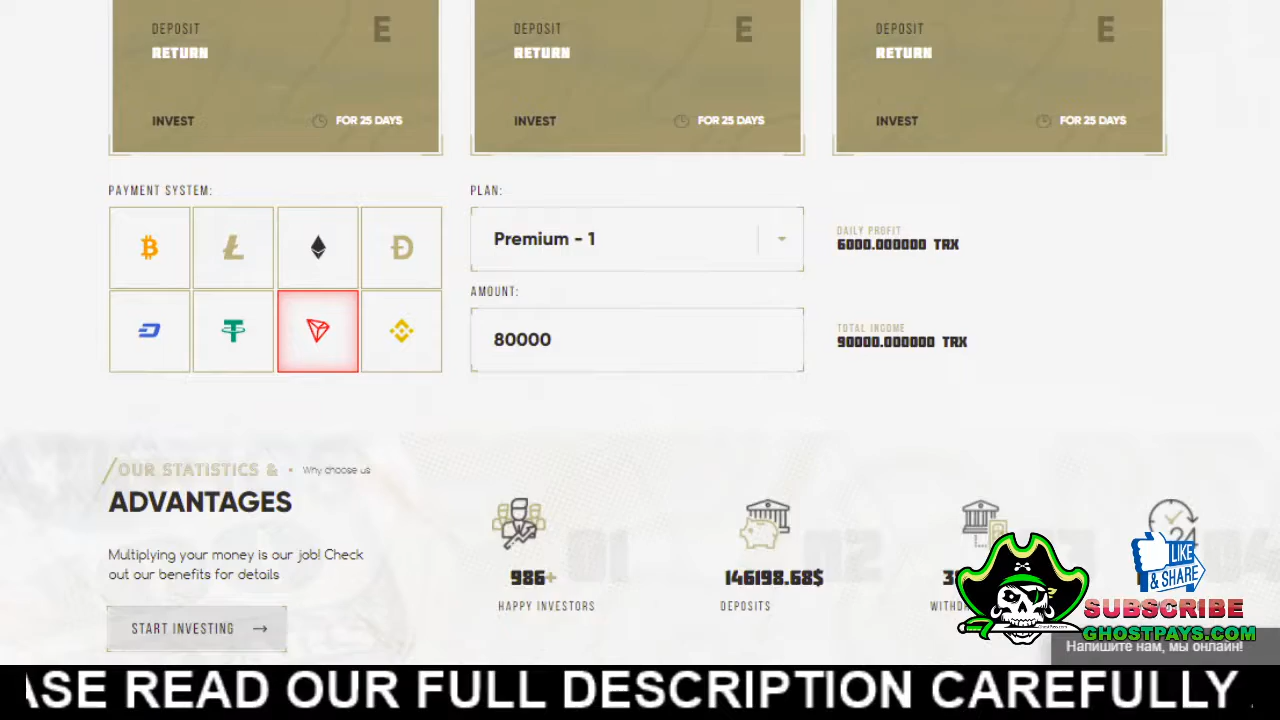 DEPOSIT
E
RETURN
INVEST
FOR 25 DAYS
DEPOSIT
E
RETURN
INVEST
FOR 25 DAYS
DEPOSIT
E
RETURN
INVEST
FOR 25 DAYS
PAYMENT SYSTEM:
PLAN:
Premium - 1
DAILY PROFIT
6000.000000 TRX
AMOUNT:
80000
TOTAL INCOME
90000.000000 TRX
OUR STATISTICS & • Why choose us
ADVANTAGES
Multiplying your money is our job! Check
out our benefits for details
START INVESTING →
01
986+
HAPPY INVESTORS
02
146198.68$
DEPOSITS
24
LIKE
& SHARE
SUBSCRIBE
GHOSTPAYS.COM
Напишите нам, мы онлайн!
ASE READ OUR FULL DESCRIPTION CAREFULLY